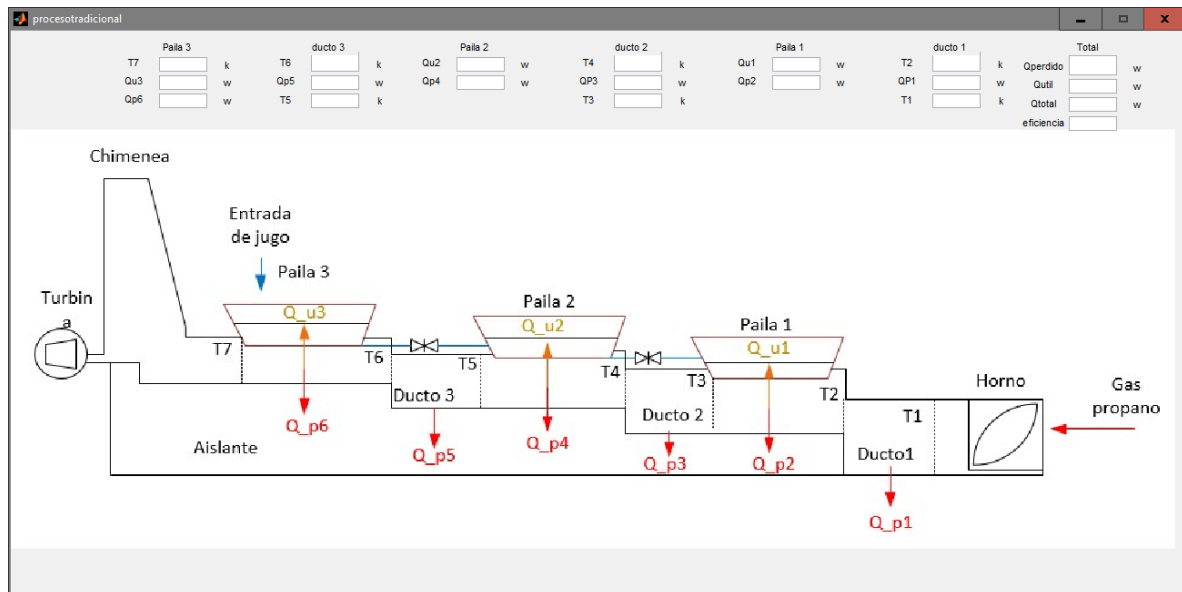 procesotradicional
Paila 3 ducto 3 Paila 2 ducto 2 Paila 1 ducto 1 Total
T7 k T6 k Qu2 w T4 k Qu1 w T2 k Qperdido w
Qu3 w Qp5 w Qp4 w QP3 w Qp2 w QP1 w Qutil w
Qp6 w T5 k T3 k T1 k Qtotal w
eficiencia
Chimenea
Entrada
de jugo
Paila 3
Turbin
a
Paila 2
Paila 1
Q_u3
Q_u2
Q_u1
T7
T6
T5
T4
T3
T2
T1
Horno
Gas
propano
Ducto 3
Ducto 2
Ducto1
Aislante
Q_p6
Q_p5
Q_p4
Q_p3
Q_p2
Q_p1